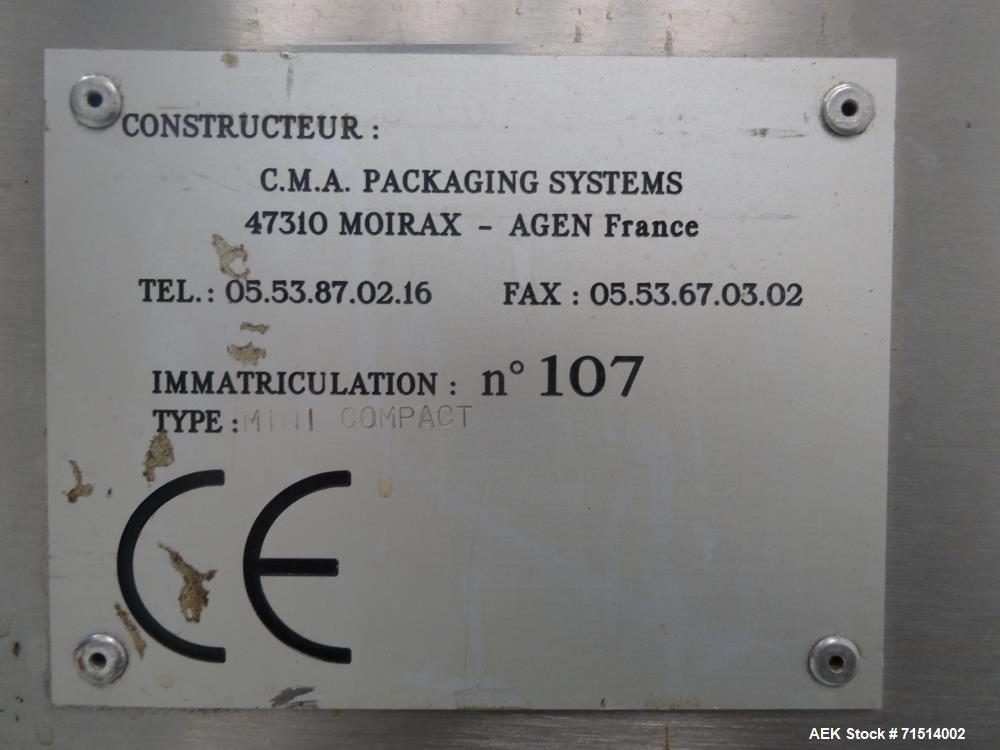 CONSTRUCTEUR :
C.M.A. PACKAGING SYSTEMS
47310 MOIRAX - AGEN France
TEL. : 05.53.87.02.16 FAX : 05.53.67.03.02
IMMATRICULATION : n° 107
TYPE : MINI COMPACT
CE
AEK Stock #71514002